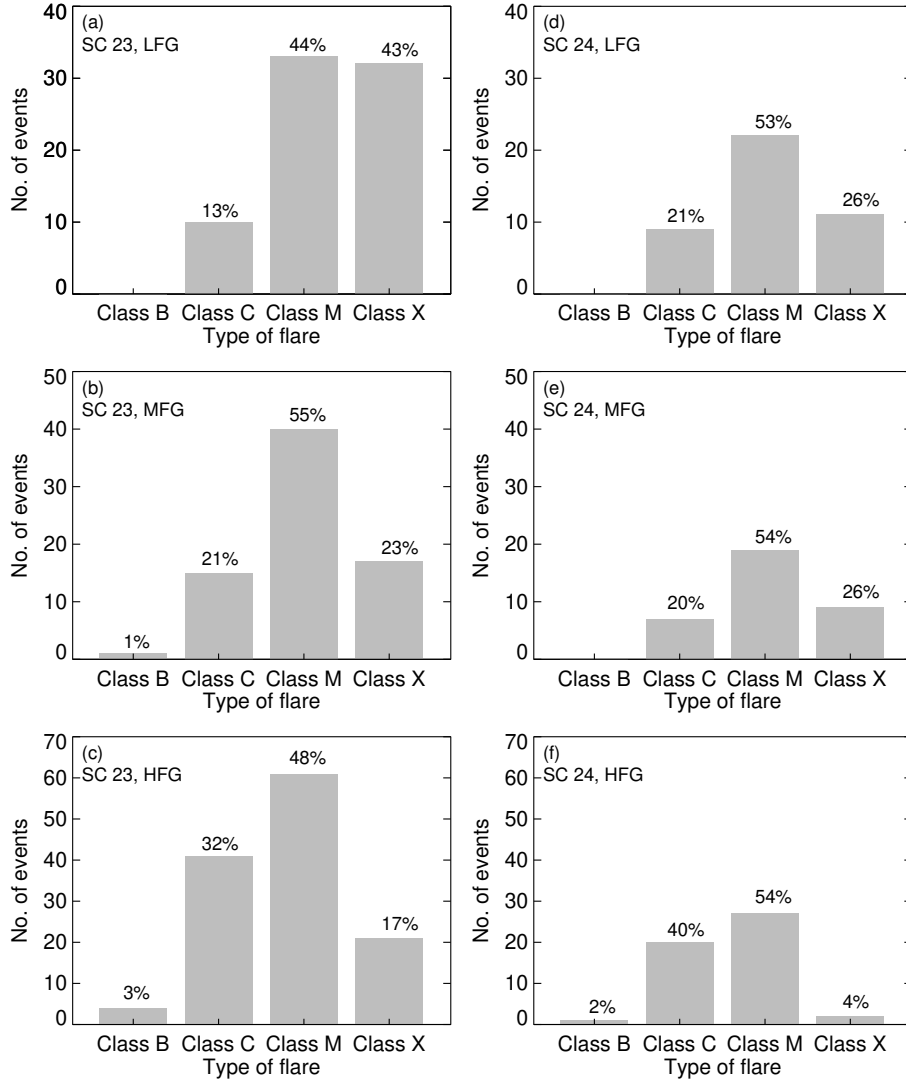 (a)
SC 23, LFG
No. of events
40
30
20
10
0
13%
44%
43%
Class B Class C Class M Class X
Type of flare
(d)
SC 24, LFG
No. of events
40
30
20
10
0
21%
53%
26%
Class B Class C Class M Class X
Type of flare
(b)
SC 23, MFG
No. of events
50
40
30
20
10
0
1%
21%
55%
23%
Class B Class C Class M Class X
Type of flare
(e)
SC 24, MFG
No. of events
50
40
30
20
10
0
20%
54%
26%
Class B Class C Class M Class X
Type of flare
(c)
SC 23, HFG
No. of events
70
60
50
40
30
20
10
0
3%
32%
48%
17%
Class B Class C Class M Class X
Type of flare
(f)
SC 24, HFG
No. of events
70
60
50
40
30
20
10
0
2%
40%
54%
4%
Class B Class C Class M Class X
Type of flare